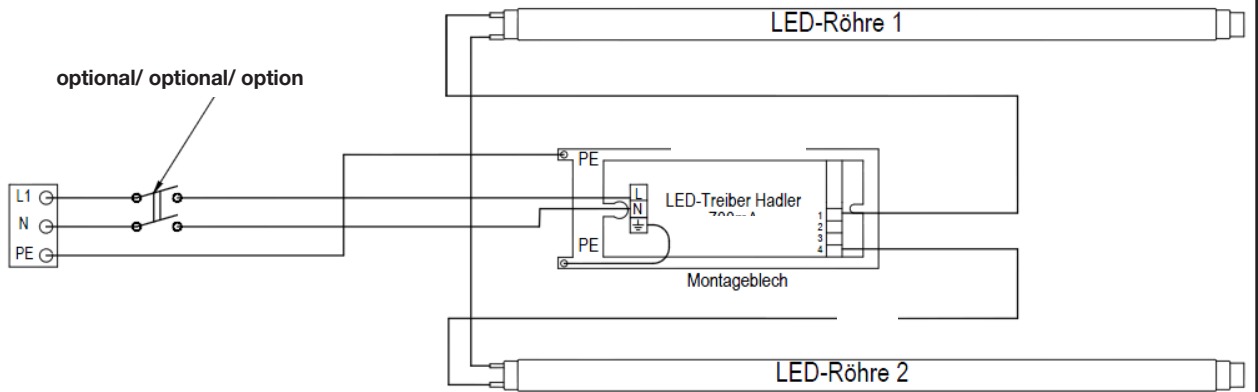 LED-Röhre 1
optional/ optional/ option
PE
L1
L
LED-Treiber Hadler
N
N
1
2
3
4
PE
PE
Montageblech
LED-Röhre 2